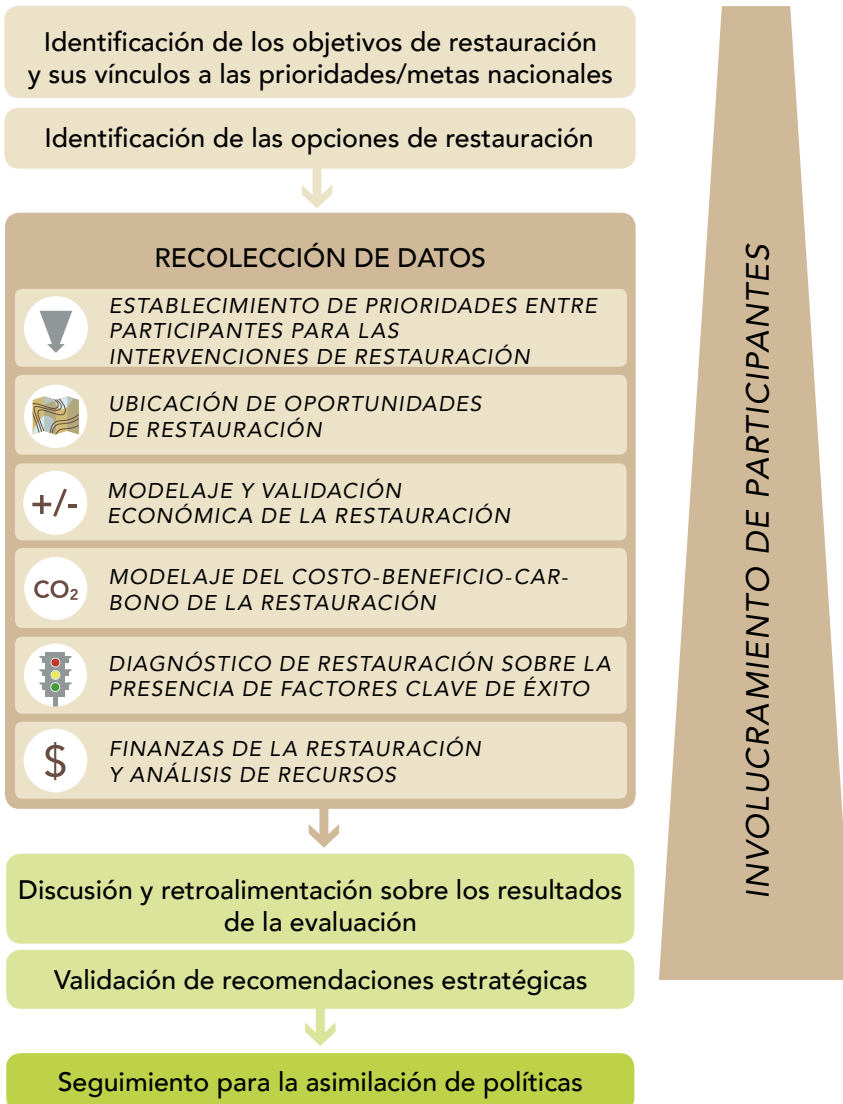 Identificación de los objetivos de restauración
y sus vínculos a las prioridades/metas nacionales
Identificación de las opciones de restauración
RECOLECCIÓN DE DATOS
ESTABLECIMIENTO DE PRIORIDADES ENTRE
PARTICIPANTES PARA LAS
INTERVENCIONES DE RESTAURACIÓN
UBICACIÓN DE OPORTUNIDADES
DE RESTAURACIÓN
+/-
MODELAJE Y VALIDACIÓN
ECONÓMICA DE LA RESTAURACIÓN
CO₂
MODELAJE DEL COSTO-BENEFICIO-CAR-
BONO DE LA RESTAURACIÓN
DIAGNÓSTICO DE RESTAURACIÓN SOBRE LA
PRESENCIA DE FACTORES CLAVE DE ÉXITO
$
FINANZAS DE LA RESTAURACIÓN
Y ANÁLISIS DE RECURSOS
Discusión y retroalimentación sobre los resultados
de la evaluación
Validación de recomendaciones estratégicas
Seguimiento para la asimilación de políticas
INVOLUCRAMIENTO DE PARTICIPANTES